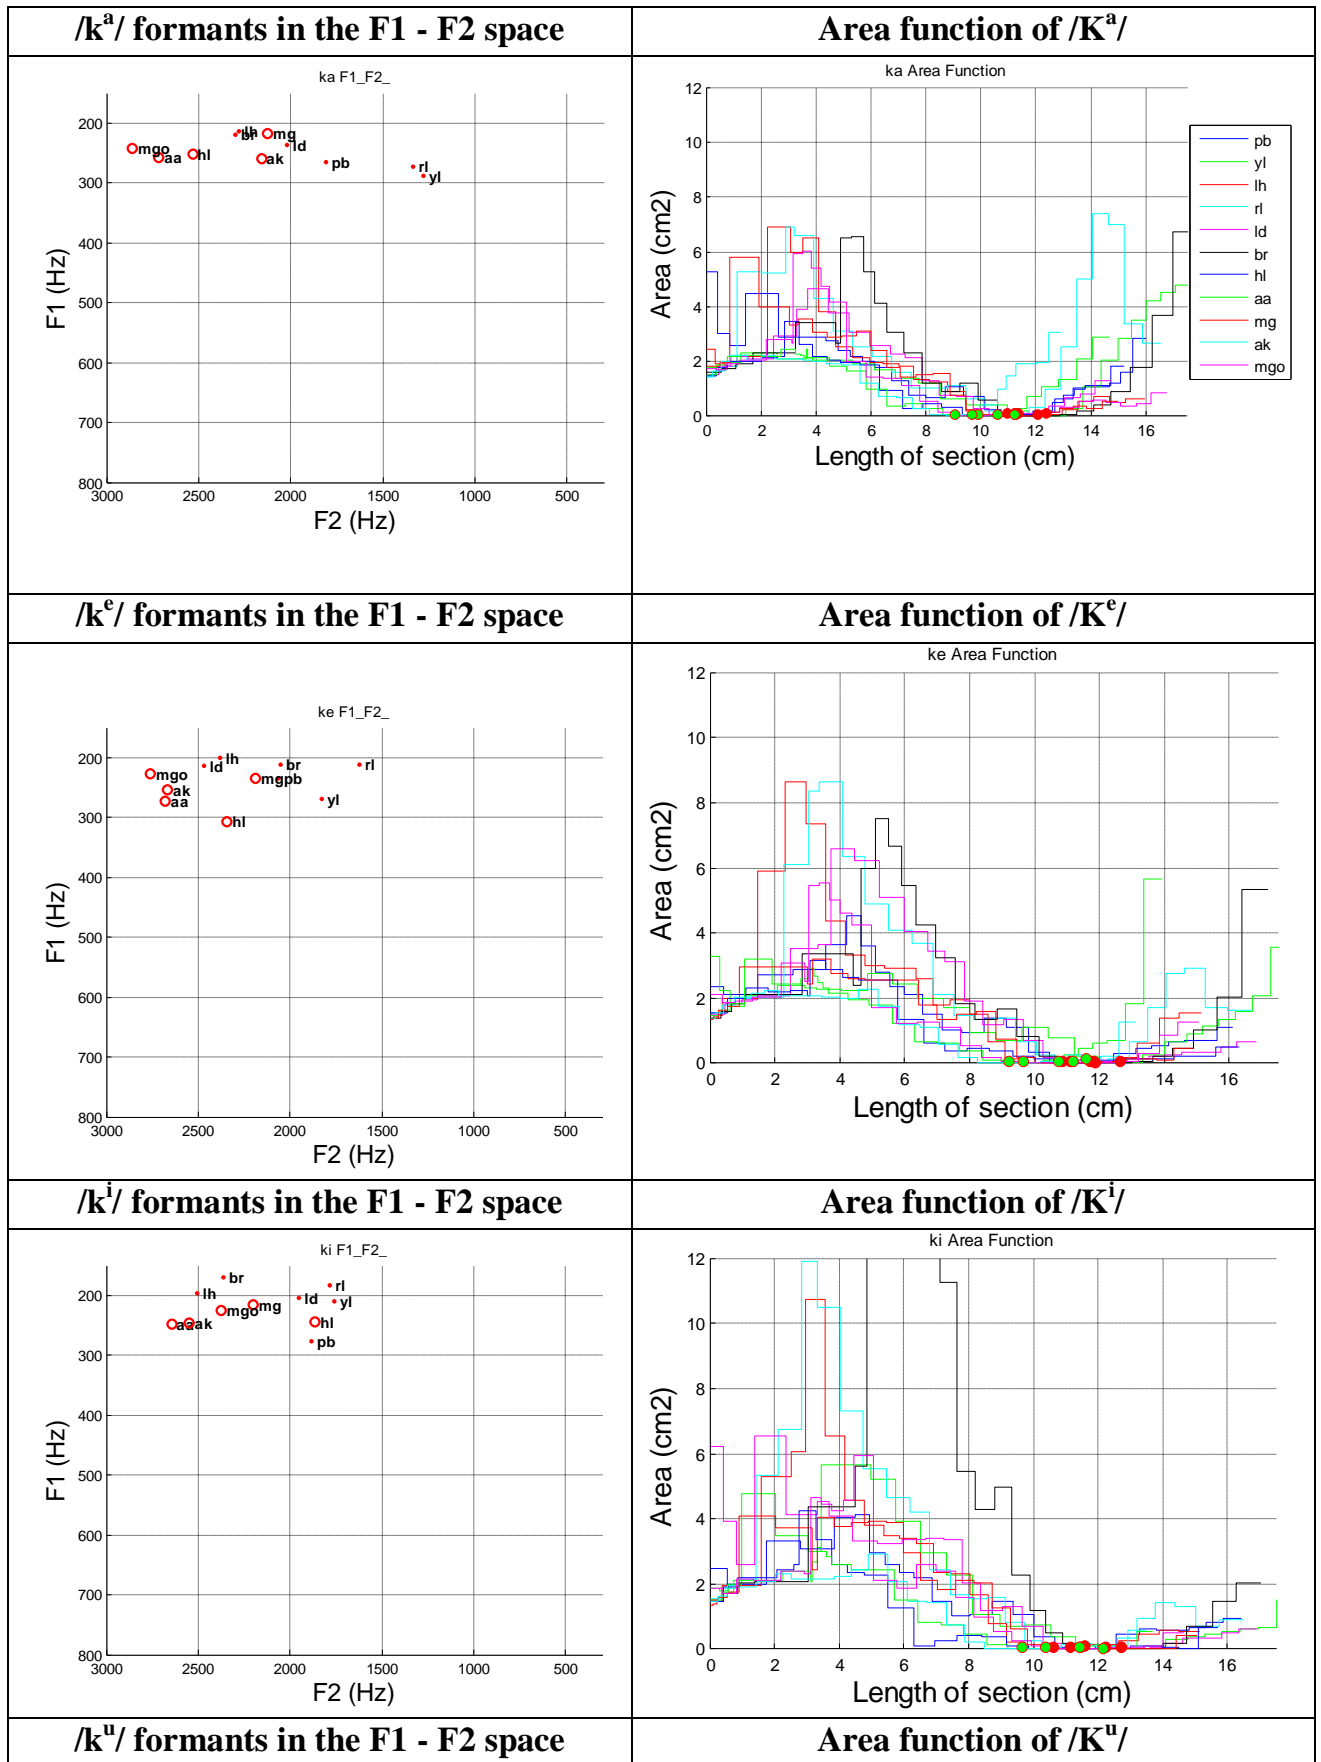 /kᵃ/ formants in the F1 - F2 space
Area function of /Kᵃ/
ka F1_F2_
200
300
400
500
600
700
800
3000 2500 2000 1500 1000 500
F1 (Hz)
F2 (Hz)
mgo
aa
hl
lh
br
mg
ld
ak
pb
rl
yl
ka Area Function
12
10
8
6
4
2
0
0 2 4 6 8 10 12 14 16
Area (cm2)
Length of section (cm)
pb
yl
lh
rl
ld
br
hl
aa
mg
ak
mgo
/kᵉ/ formants in the F1 - F2 space
Area function of /Kᵉ/
ke F1_F2_
200
300
400
500
600
700
800
3000 2500 2000 1500 1000 500
F1 (Hz)
F2 (Hz)
mgo
ak
aa
ld
lh
hl
br
mg
pb
rl
yl
ke Area Function
12
10
8
6
4
2
0
0 2 4 6 8 10 12 14 16
Area (cm2)
Length of section (cm)
/kⁱ/ formants in the F1 - F2 space
Area function of /Kⁱ/
ki F1_F2_
200
300
400
500
600
700
800
3000 2500 2000 1500 1000 500
F1 (Hz)
F2 (Hz)
br
lh
mgo
mg
aa
ak
ld
rl
yl
hl
pb
ki Area Function
12
10
8
6
4
2
0
0 2 4 6 8 10 12 14 16
Area (cm2)
Length of section (cm)
/kᵘ/ formants in the F1 - F2 space
Area function of /Kᵘ/